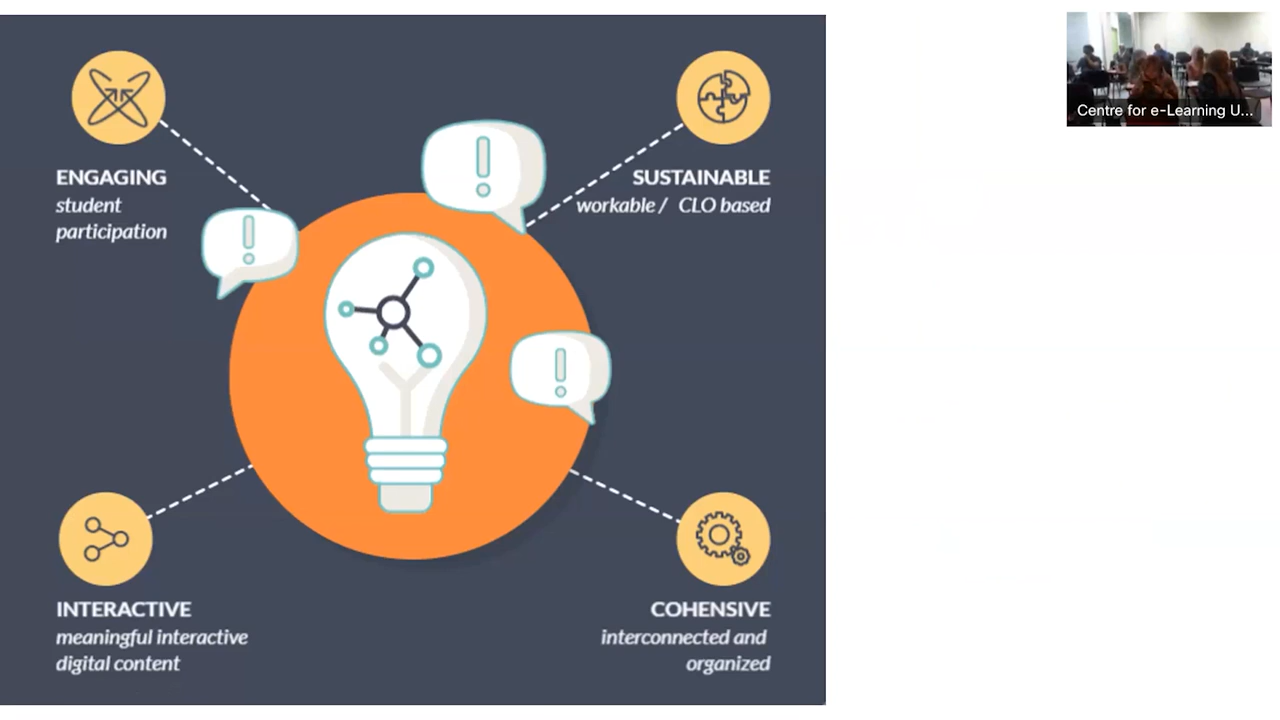 ENGAGING
student
participation
SUSTAINABLE
workable / CLO based
INTERACTIVE
meaningful interactive
digital content
COHENSIVE
interconnected and
organized
Centre for e-Learning U...